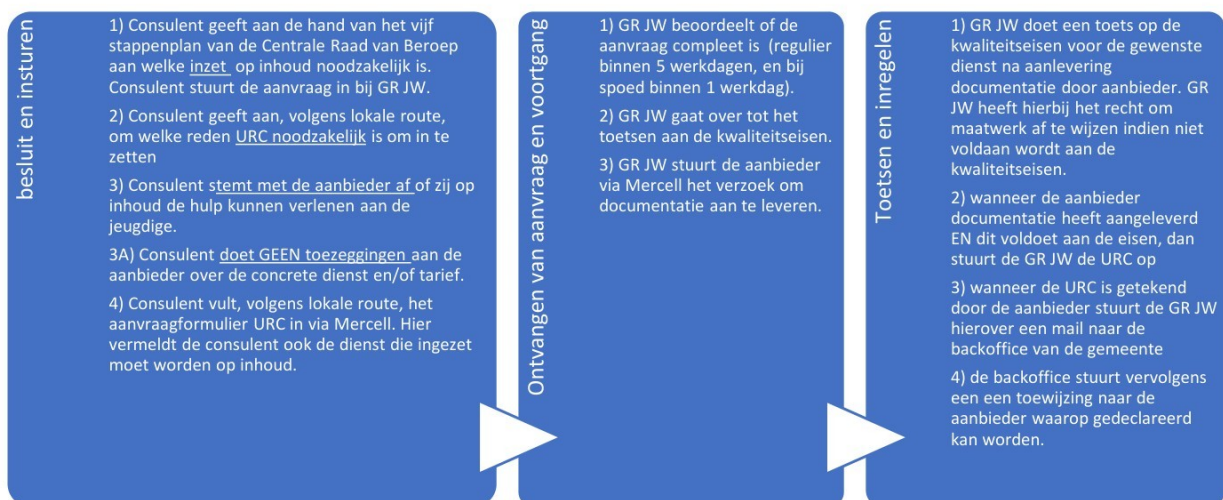 besluit en insturen
1) Consulent geeft aan de hand van het vijf
stappenplan van de Centrale Raad van Beroep
aan welke inzet op inhoud noodzakelijk is.
Consulent stuurt de aanvraag in bij GR JW.
2) Consulent geeft aan, volgens lokale route,
om welke reden URC noodzakelijk is om in te
zetten
3) Consulent stemt met de aanbieder af of zij op
inhoud de hulp kunnen verlenen aan de
jeugdige.
3A) Consulent doet GEEN toezeggingen aan de
aanbieder over de concrete dienst en/of tarief.
4) Consulent vult, volgens lokale route, het
aanvraagformulier URC in via Mercell. Hier
vermeldt de consulent ook de dienst die ingezet
moet worden op inhoud.
Ontvangen van aanvraag en voortgang
1) GR JW beoordeelt of de
aanvraag compleet is (regulier
binnen 5 werkdagen, en bij
spoed binnen 1 werkdag).
2) GR JW gaat over tot het
toetsen aan de kwaliteitseisen.
3) GR JW stuurt de aanbieder
via Mercell het verzoek om
documentatie aan te leveren.
Toetsen en inregelen
1) GR JW doet een toets op de
kwaliteitseisen voor de gewenste
dienst na aanlevering
documentatie door aanbieder. GR
JW heeft hierbij het recht om
maatwerk af te wijzen indien niet
voldaan wordt aan de
kwaliteitseisen.
2) wanneer de aanbieder
documentatie heeft aangeleverd
EN dit voldoet aan de eisen, dan
stuurt de GR JW de URC op
3) wanneer de URC is getekend
door de aanbieder stuurt de GR JW
hierover een mail naar de
backoffice van de gemeente
4) de backoffice stuurt vervolgens
een een toewijzing naar de
aanbieder waarop gedeclareerd
kan worden.